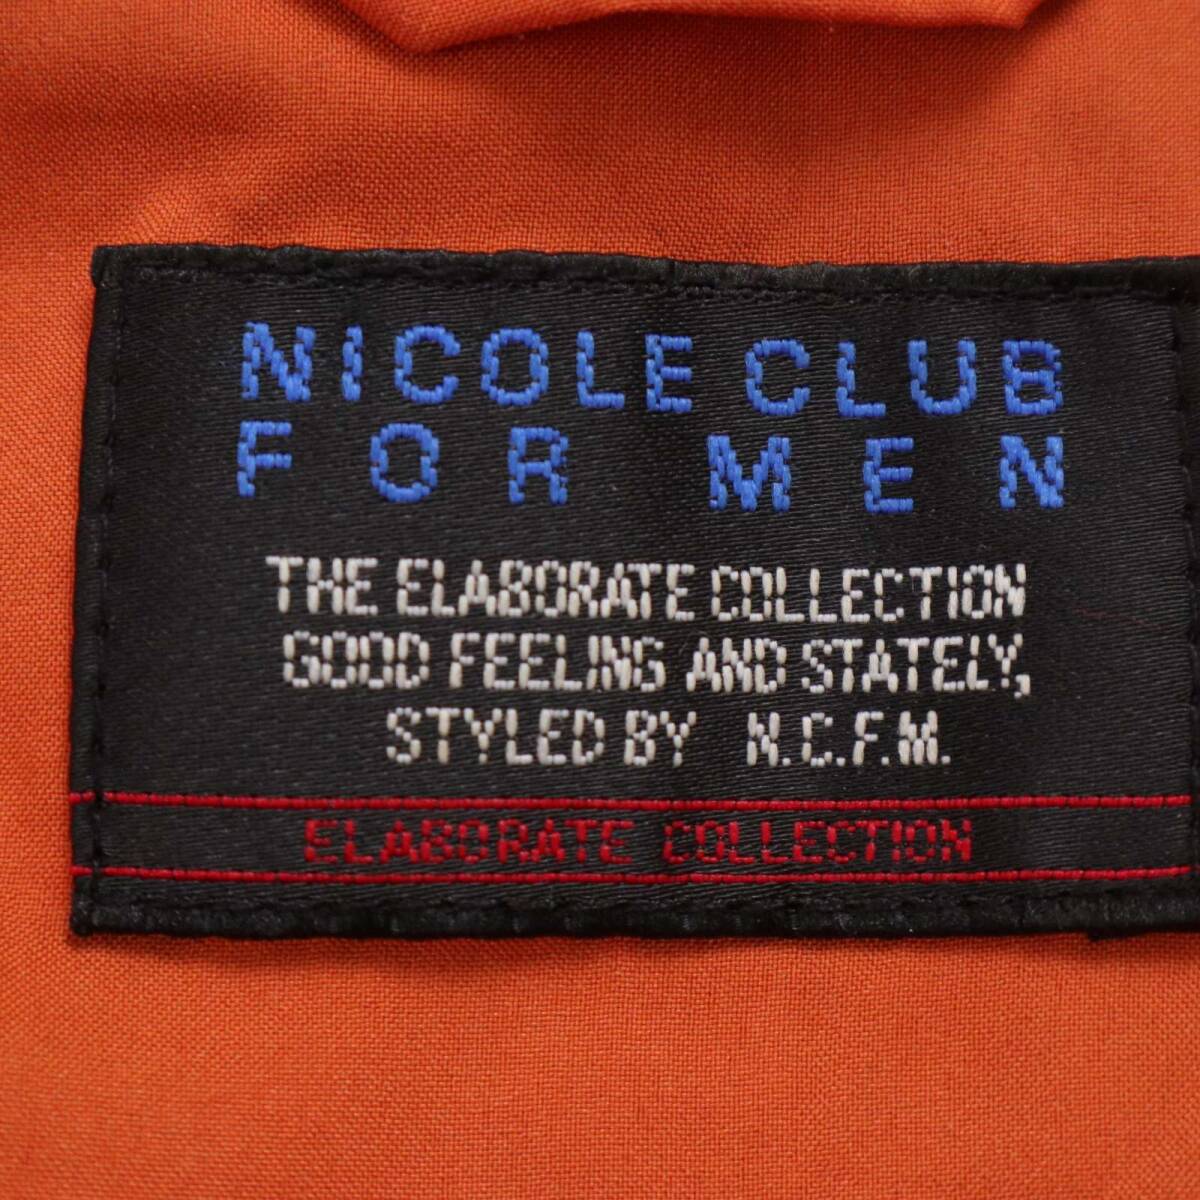 NICOLE CLUB
FOR MEN
THE ELABORATE COLLECTION
GOOD FEELING AND STATELY,
STYLED BY N.C.F.M.
ELABORATE COLLECTION